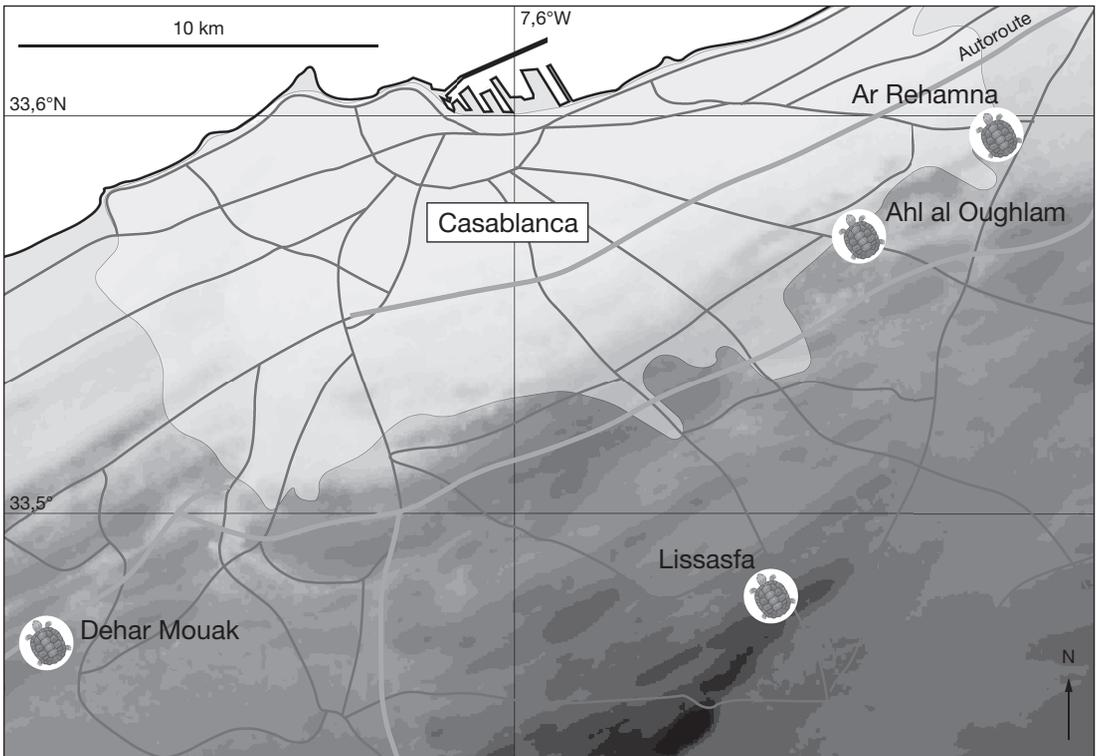 10 km
7,6°W
Autoroute
33,6°N
Ar Rehamna
Ahl al Oughlam
Casablanca
33,5°
Lissasfa
Dehar Mouak
N